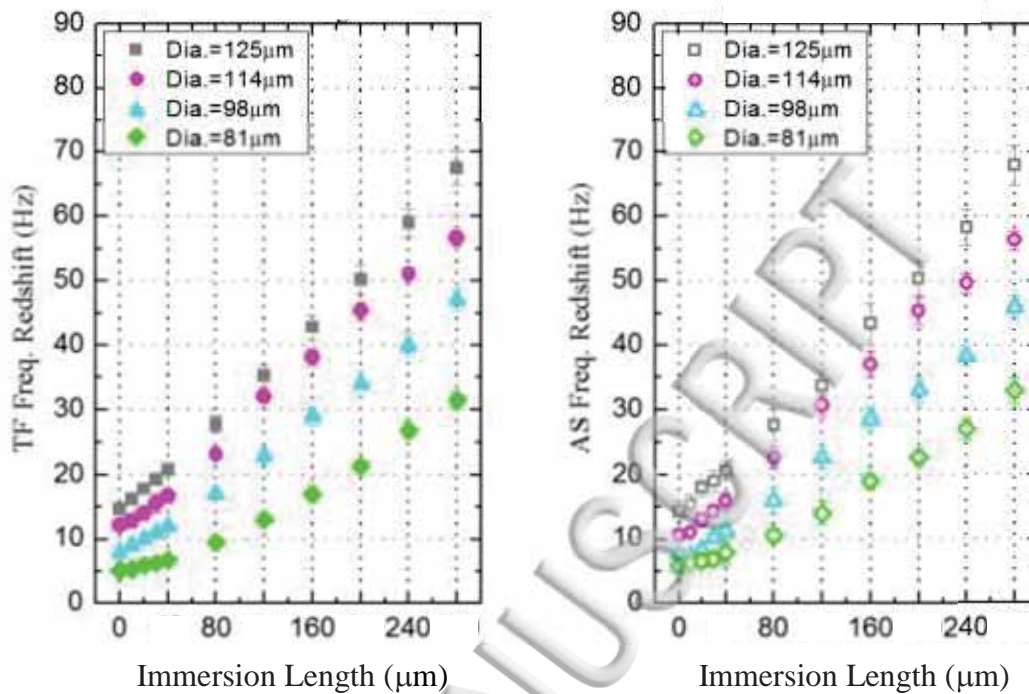 90
80
70
60
50
40
30
20
10
0
TF Freq. Redshift (Hz)
Dia.=125μm
Dia.=114μm
Dia.=98μm
Dia.=81μm
0 80 160 240
Immersion Length (μm)
90
80
70
60
50
40
30
20
10
0
AS Freq. Redshift (Hz)
Dia.=125μm
Dia.=114μm
Dia.=98μm
Dia.=81μm
0 80 160 240
Immersion Length (μm)
NUSCRIPT